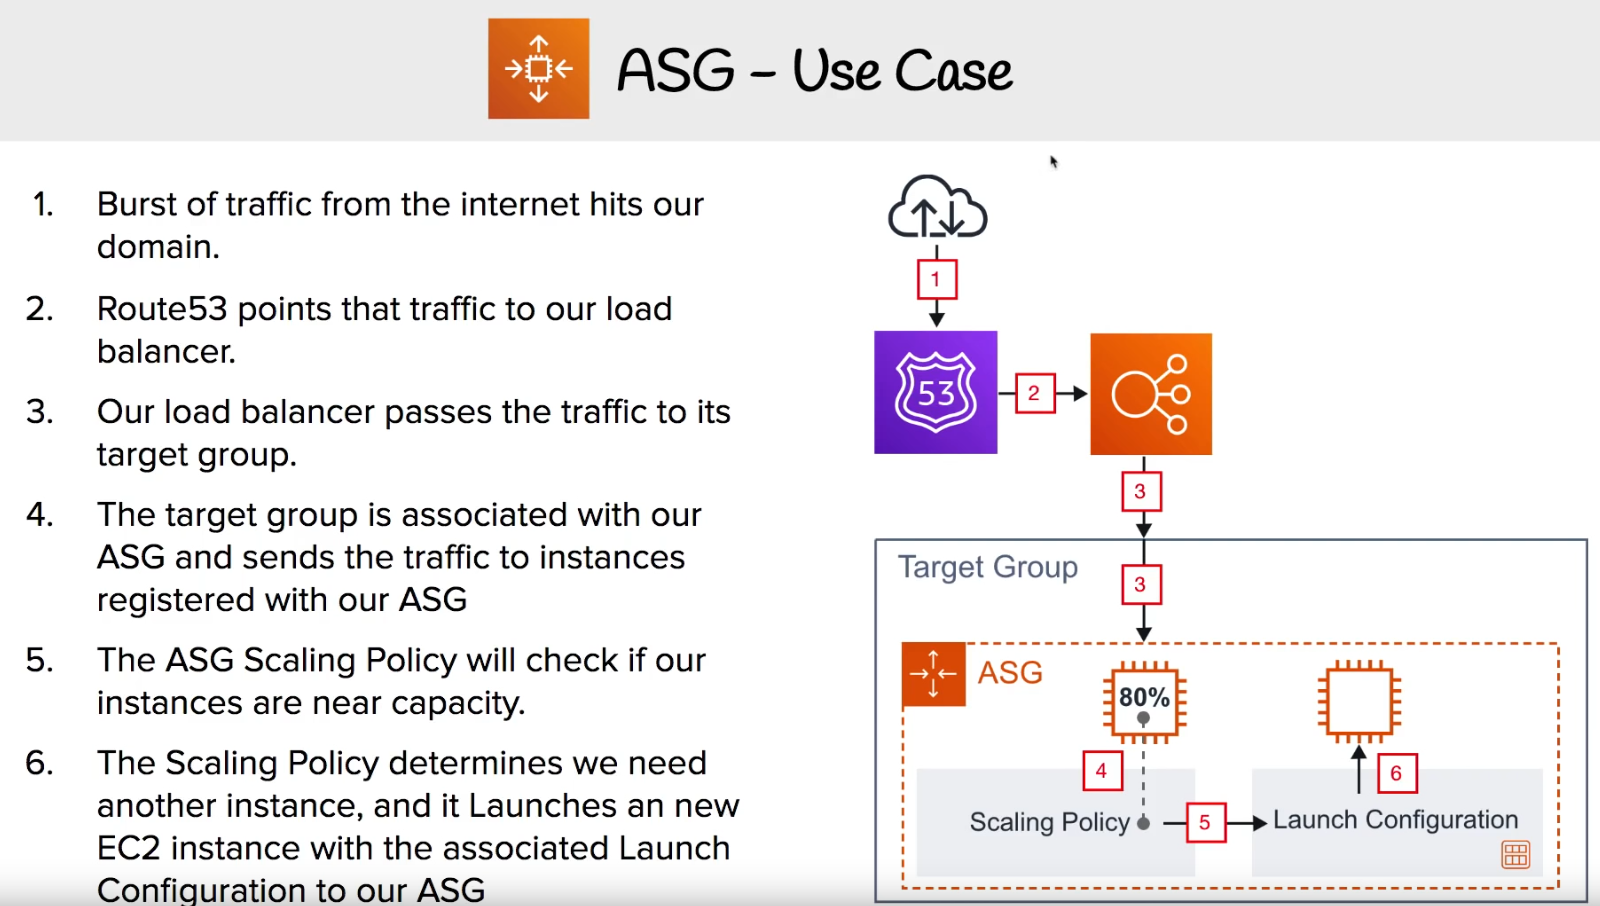 ASG - Use Case
1. Burst of traffic from the internet hits our
domain.
2. Route53 points that traffic to our load
balancer.
3. Our load balancer passes the traffic to its
target group.
4. The target group is associated with our
ASG and sends the traffic to instances
registered with our ASG
5. The ASG Scaling Policy will check if our
instances are near capacity.
6. The Scaling Policy determines we need
another instance, and it Launches an new
EC2 instance with the associated Launch
Configuration to our ASG
1
53
2
3
Target Group
3
ASG
80%
4
6
Scaling Policy
5
Launch Configuration